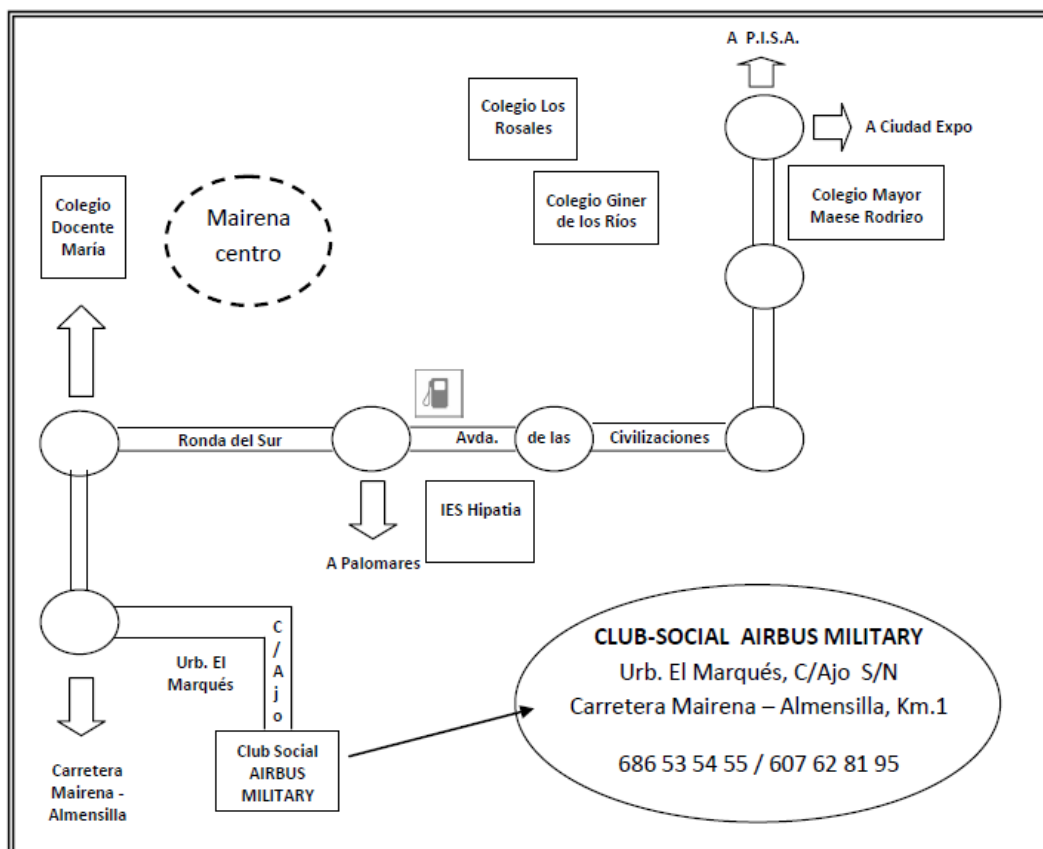 A P.I.S.A.
A Ciudad Expo
Colegio Los
Rosales
Colegio Giner
de los Ríos
Colegio Mayor
Maese Rodrigo
Colegio
Docente
María
Mairena
centro
Ronda del Sur
Avda. de las Civilizaciones
IES Hipatia
A Palomares
C/Ajo
Urb. El
Marqués
Club Social
AIRBUS
MILITARY
Carretera
Mairena -
Almensilla
CLUB-SOCIAL AIRBUS MILITARY
Urb. El Marqués, C/Ajo S/N
Carretera Mairena – Almensilla, Km.1
686 53 54 55 / 607 62 81 95